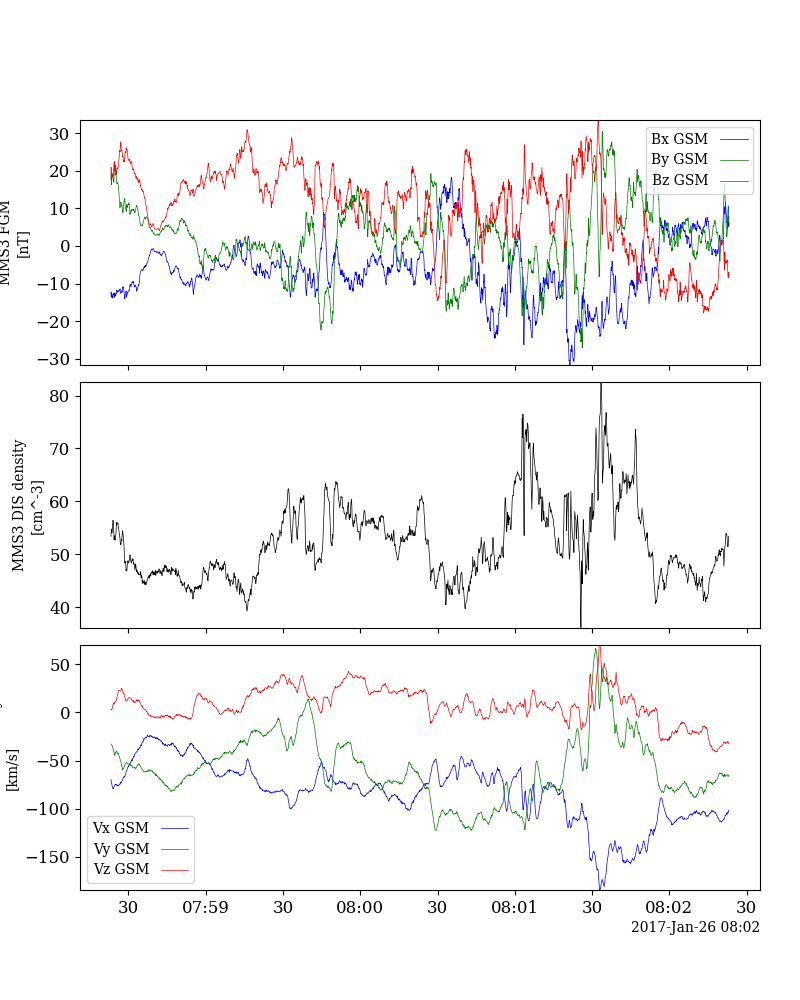 30
20
10
0
−10
−20
−30
MMS3 FGM
[nT]
Bx GSM
By GSM
Bz GSM
80
70
60
50
40
MMS3 DIS density
[cm^-3]
50
0
−50
−100
−150
[km/s]
Vx GSM
Vy GSM
Vz GSM
30
07:59
30
08:00
30
08:01
30
08:02
30
2017-Jan-26 08:02